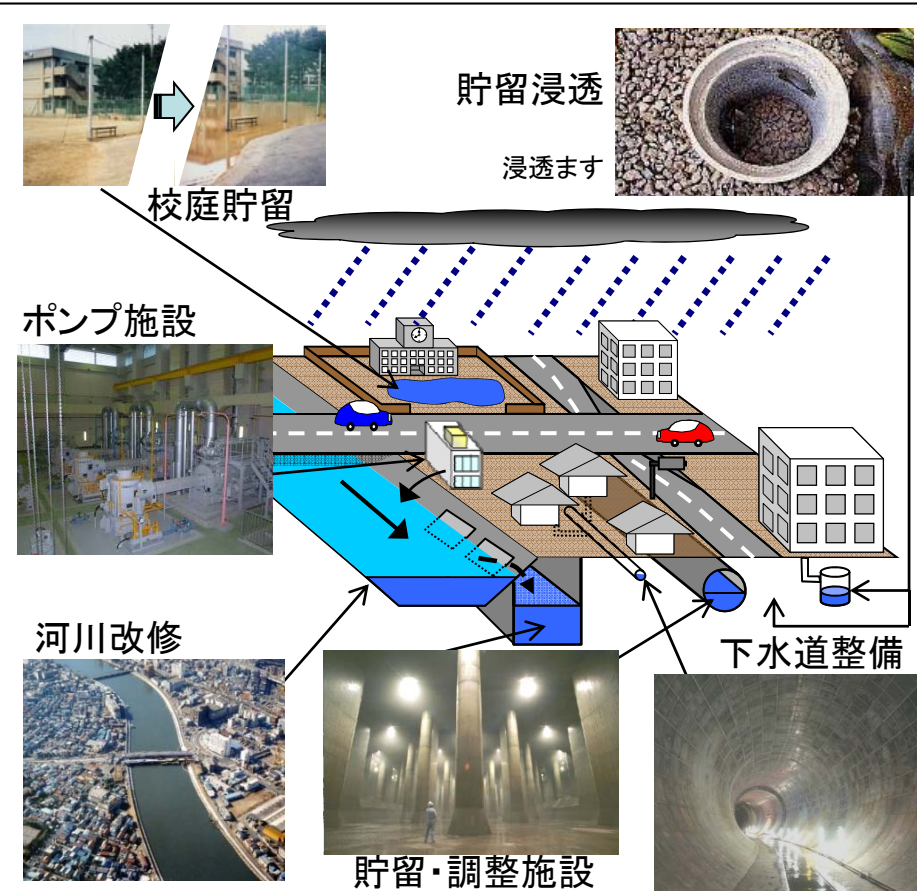 貯留浸透
浸透ます
校庭貯留
ポンプ施設
河川改修
下水道整備
貯留・調整施設